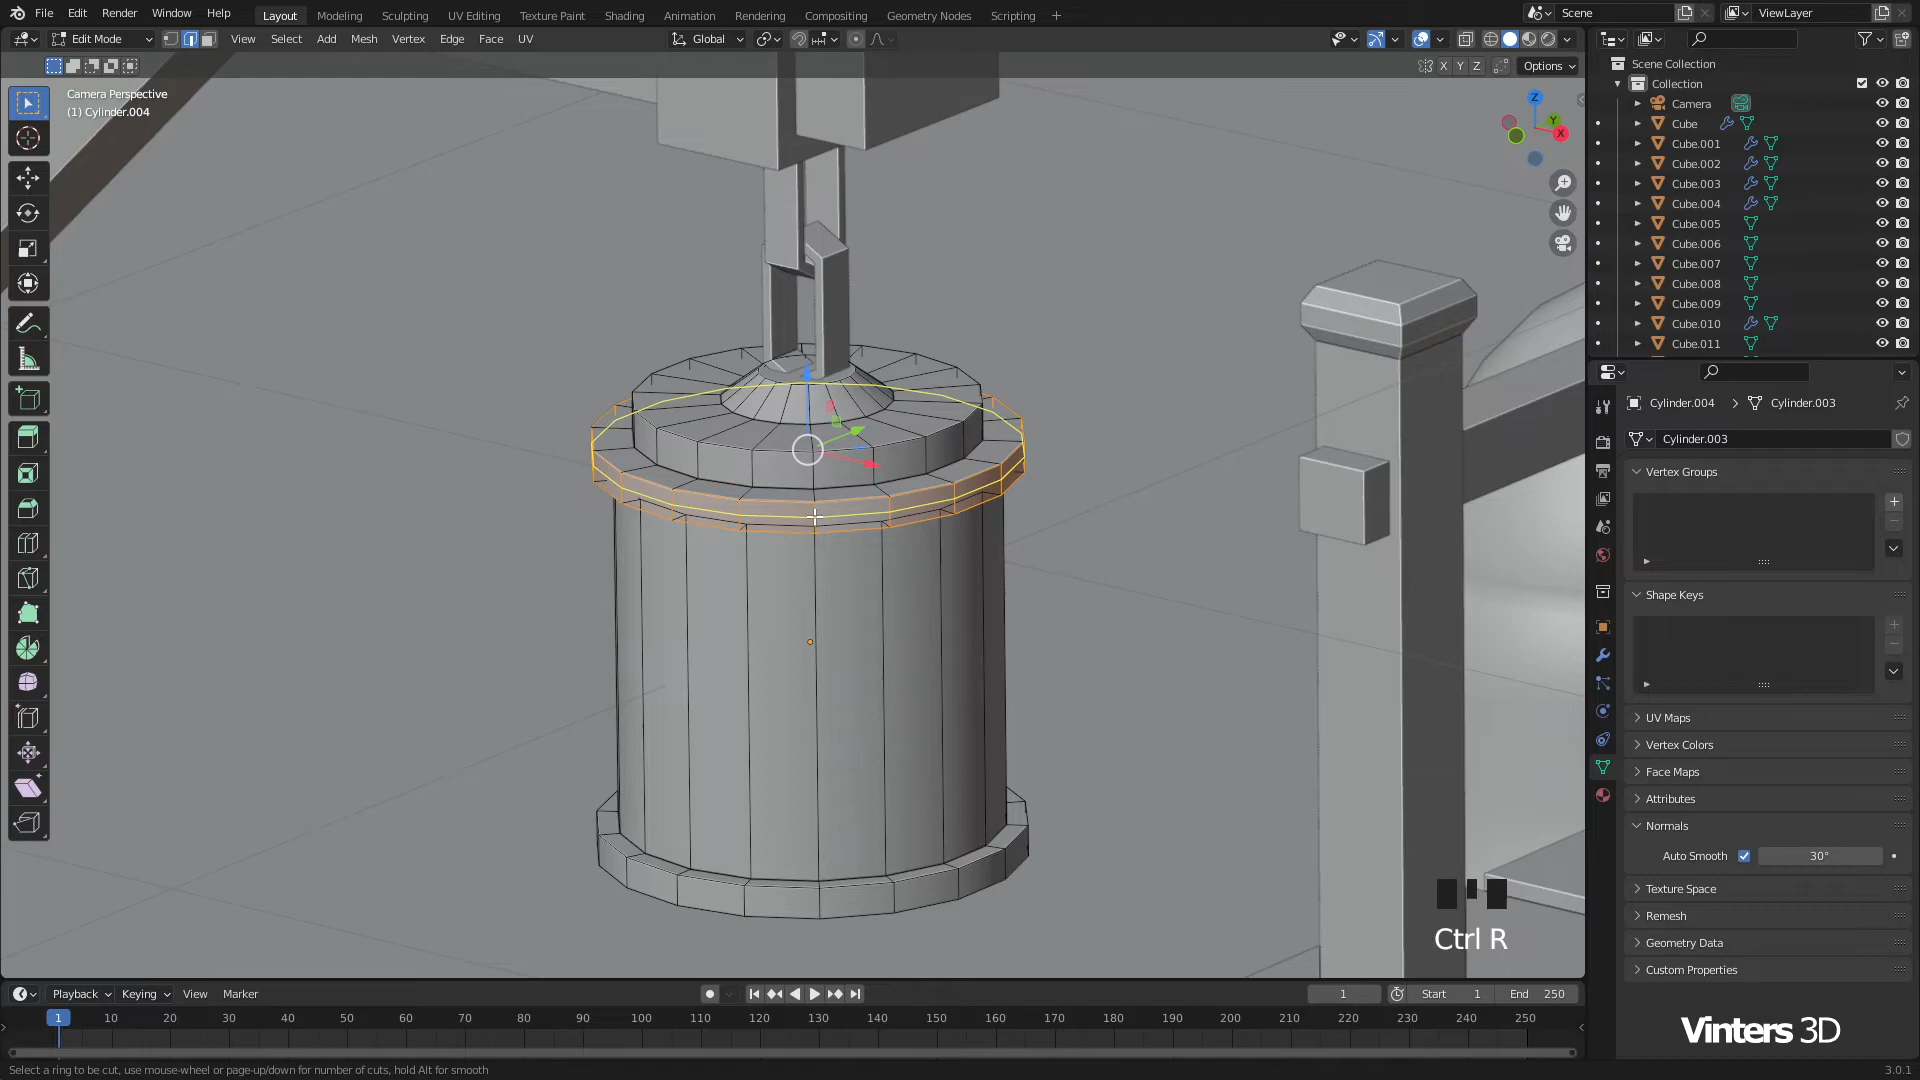 File Edit Render Window Help Layout Modeling Sculpting UV Editing Texture Paint Shading Animation Rendering Compositing Geometry Nodes Scripting + Scene ViewLayer
Edit Mode View Select Add Mesh Vertex Edge Face UV Global
X Y Z Options
Camera Perspective
(1) Cylinder.004
Z
Y
X
Scene Collection
Collection
Camera
Cube
Cube.001
Cube.002
Cube.003
Cube.004
Cube.005
Cube.006
Cube.007
Cube.008
Cube.009
Cube.010
Cube.011
Cylinder.004 > Cylinder.003
Cylinder.003
Vertex Groups
Shape Keys
UV Maps
Vertex Colors
Face Maps
Attributes
Normals
Auto Smooth 30°
Texture Space
Remesh
Geometry Data
Custom Properties
Ctrl R
Playback Keying View Marker 1 Start 1 End 250
1 10 20 30 40 50 60 70 80 90 100 110 120 130 140 150 160 170 180 190 200 210 220 230 240 250
Vinters 3D
Select a ring to be cut, use mouse-wheel or page-up/down for number of cuts, hold Alt for smooth 3.0.1